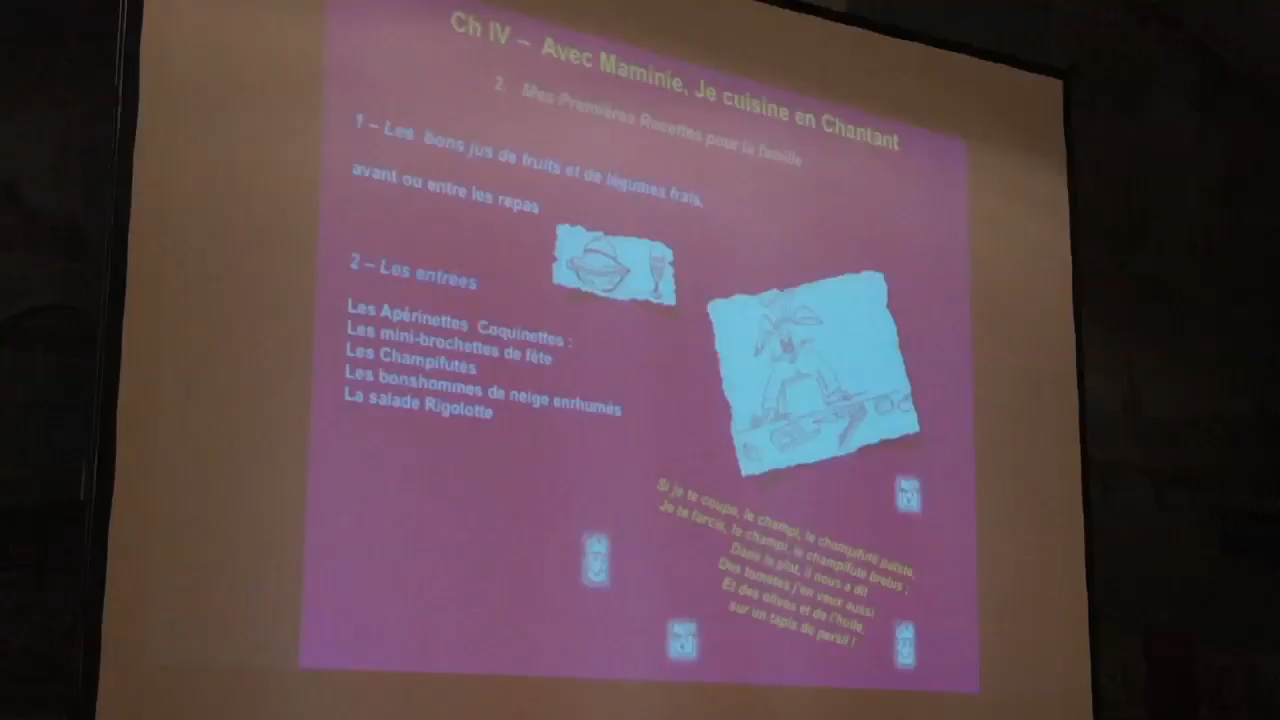 Ch IV – Avec Maminie, Je cuisine en Chantant
2. Mes Premières Recettes pour la famille
1 – Les bons jus de fruits et de légumes frais,
avant ou entre les repas
2 – Les entrées
Les Apérinettes Coquinettes :
Les mini-brochettes de fête
Les Champifutés
Les bonshommes de neige enrhumés
La salade Rigolotte
Si je te coupe, le champi, le champifuté
Je te farcis, le champi, le champifuté brebis ;
Dans le plat, il nous a dit
Des tomates j'en veux aussi
Et des olives et de l'huile,
sur un tapis de persil !